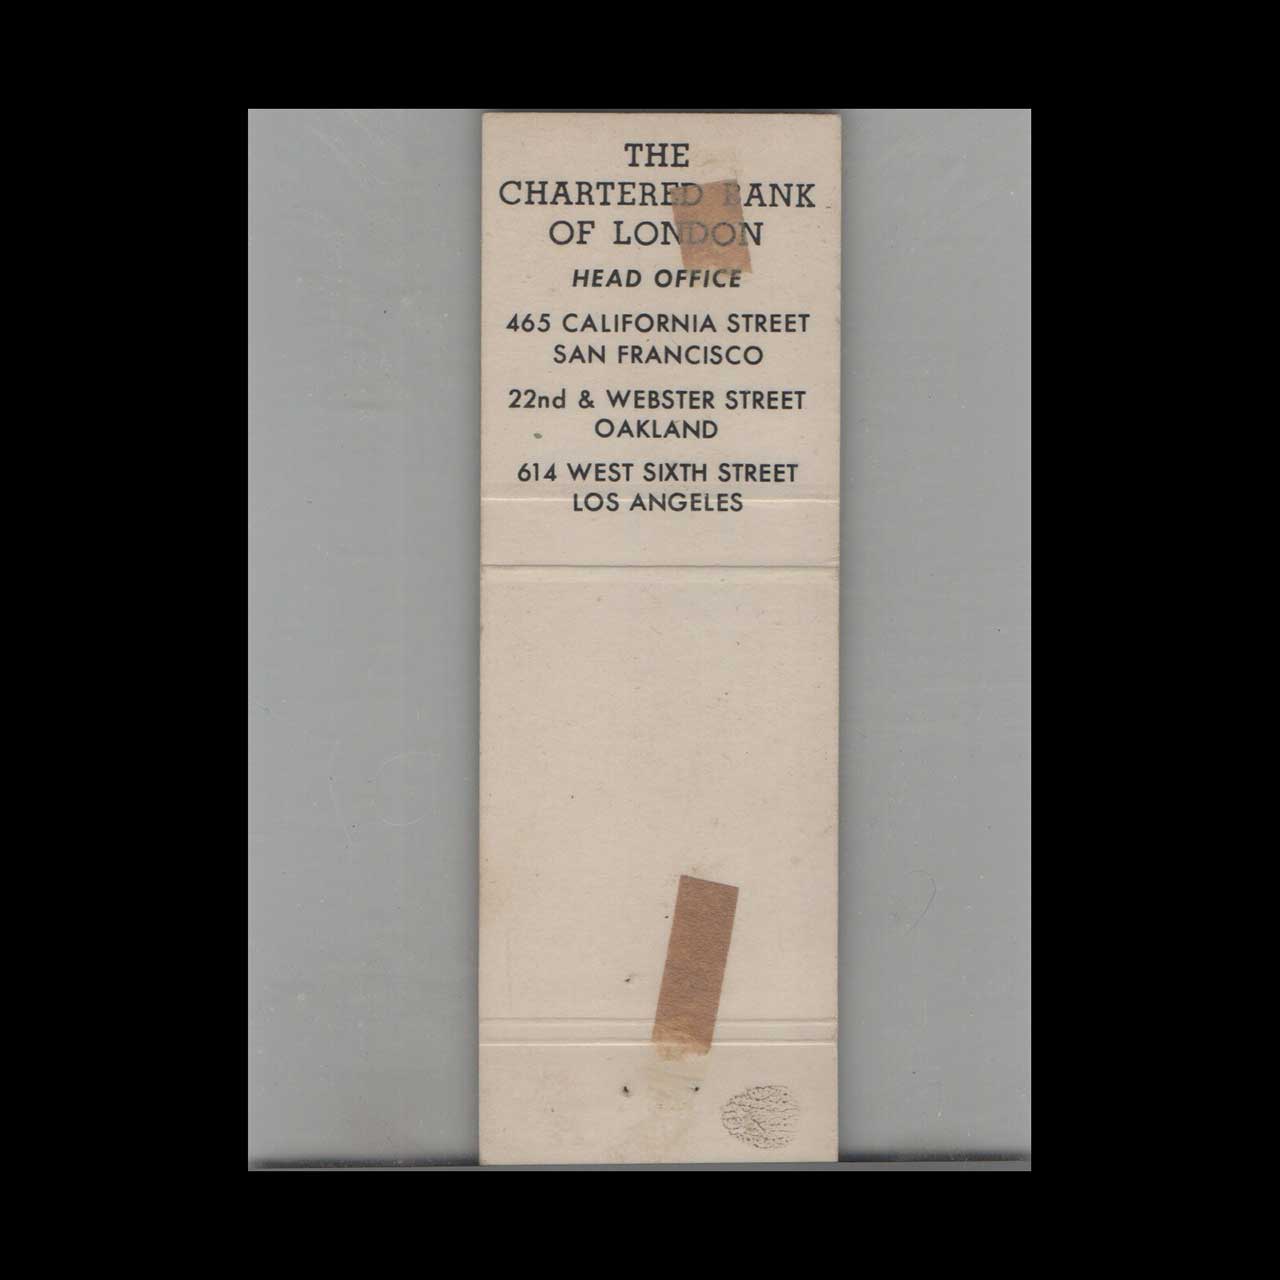 THE
CHARTERED BANK
OF LONDON
HEAD OFFICE
465 CALIFORNIA STREET
SAN FRANCISCO
22nd & WEBSTER STREET
OAKLAND
614 WEST SIXTH STREET
LOS ANGELES